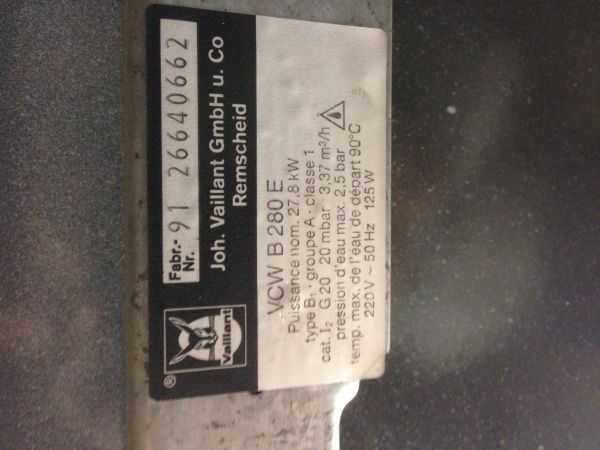 Fabr.-
Nr. 91 26640662
Joh. Vaillant GmbH u. Co
Remscheid
® Vaillant
VCW B 280 E
Puissance nom. 27,8 kW
type B₁ · groupe A · classe 1
cat. I₂ G 20 20 mbar 3,37 m³/h
pression d'eau max. 2,5 bar
temp. max. de l'eau de départ 90°C
220 V ~ 50 Hz 125 W